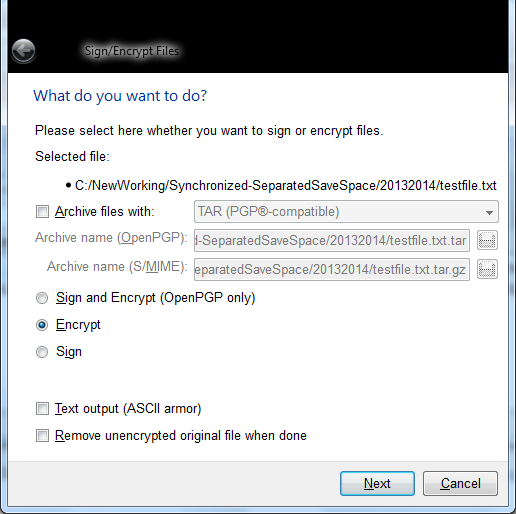 Sign/Encrypt Files
What do you want to do?
Please select here whether you want to sign or encrypt files.
Selected file:
• C:/NewWorking/Synchronized-SeparatedSaveSpace/20132014/testfile.txt
Archive files with: TAR (PGP®-compatible)
Archive name (OpenPGP): d-SeparatedSaveSpace/20132014/testfile.txt.tar
Archive name (S/MIME): eparatedSaveSpace/20132014/testfile.txt.tar.gz
Sign and Encrypt (OpenPGP only)
Encrypt
Sign
Text output (ASCII armor)
Remove unencrypted original file when done
Next Cancel